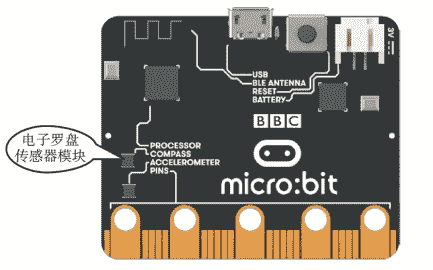 3V
USB
BLE ANTENNA
RESET
BATTERY
BBC
电子罗盘
传感器模块
PROCESSOR
COMPASS
ACCELEROMETER
PINS
micro:bit